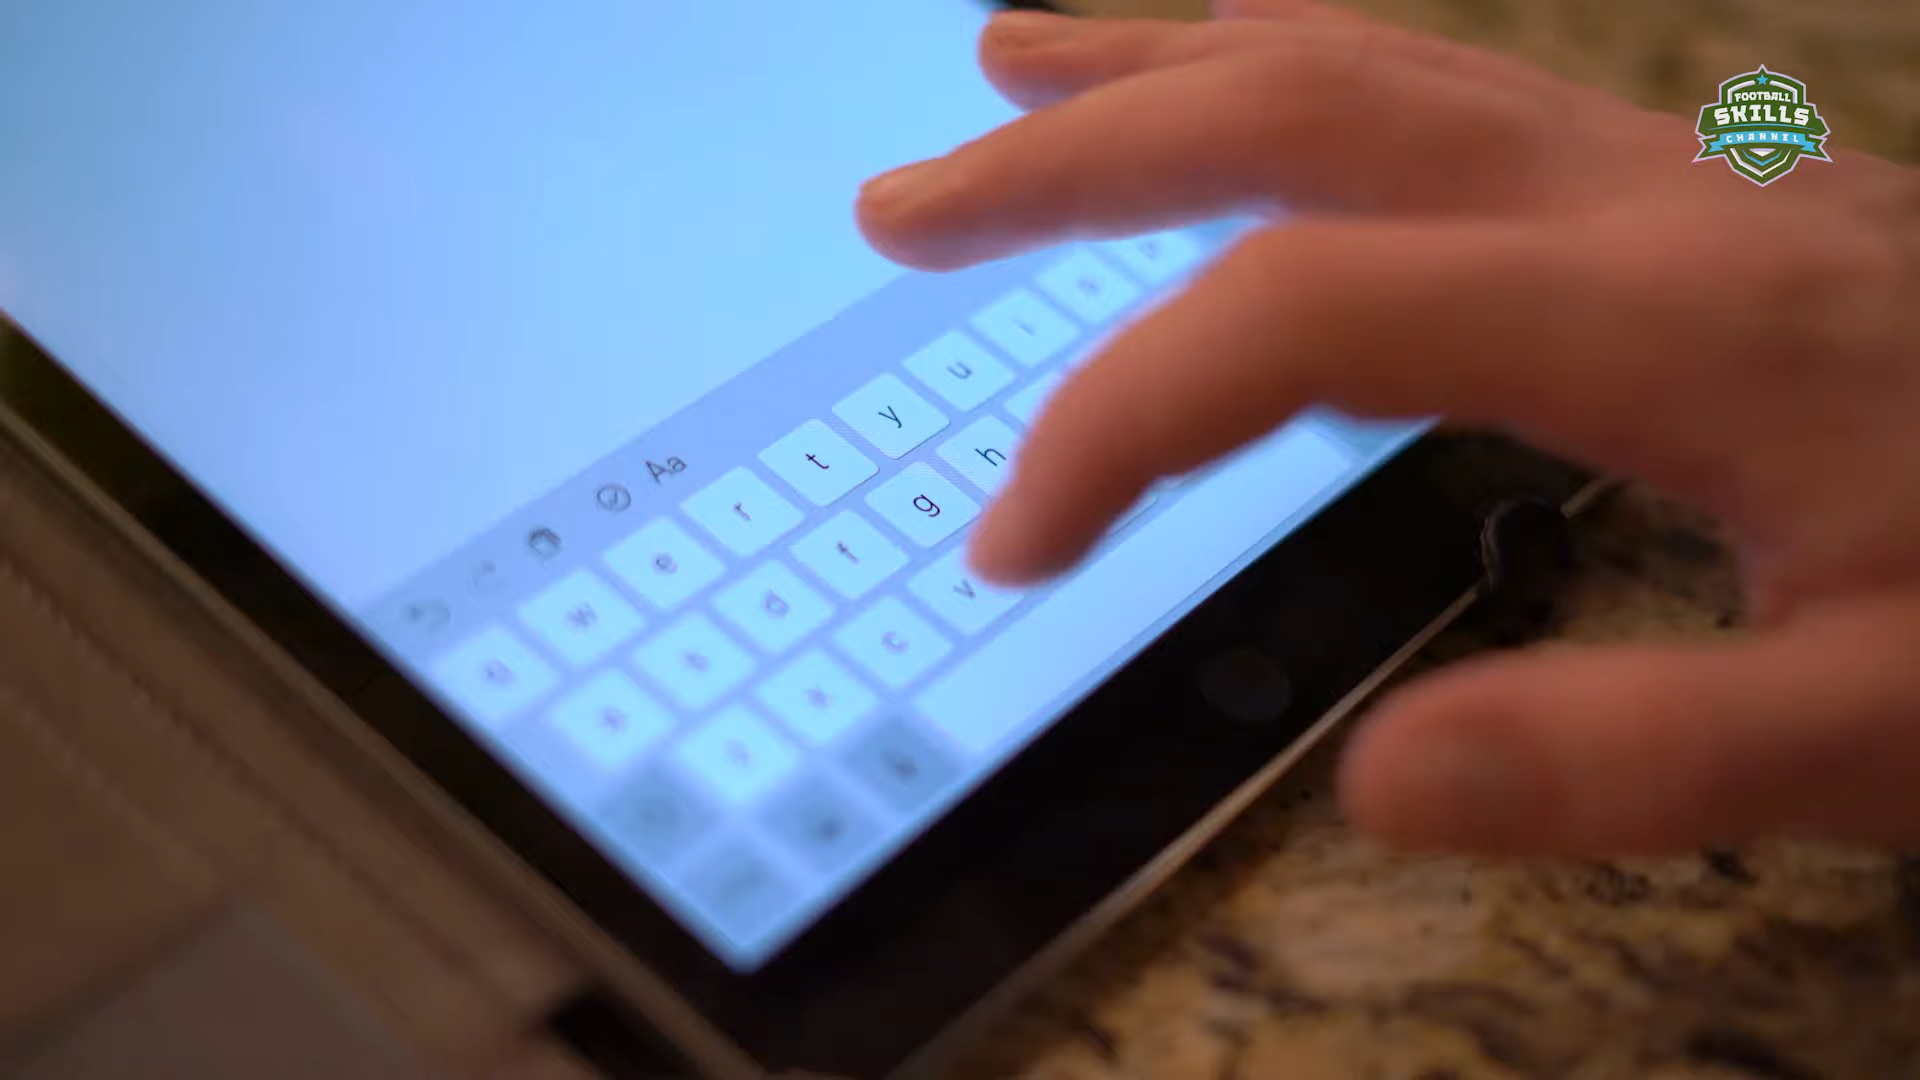 FOOTBALL
SKILLS
CHANNEL
Aa
w e r t y u i o p
d f g h
c v